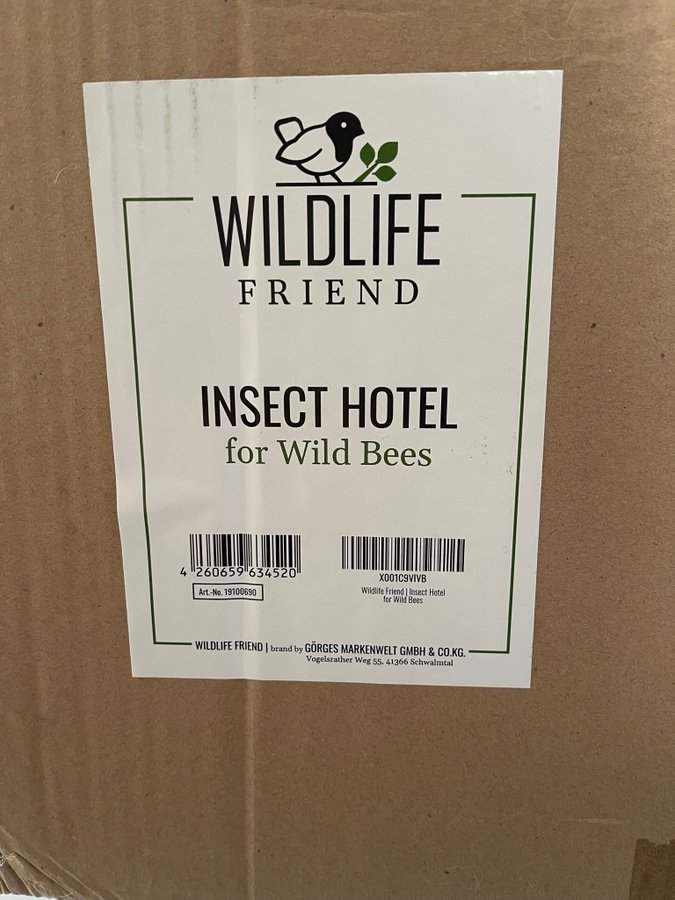 WILDLIFE
FRIEND
INSECT HOTEL
for Wild Bees
4 260659 634520
Art.-No. 19100690
X001C9VIVB
Wildlife Friend | Insect Hotel
for Wild Bees
WILDLIFE FRIEND | brand by GÖRGES MARKENWELT GMBH & CO.KG.
Vogelsrather Weg 55, 41366 Schwalmtal